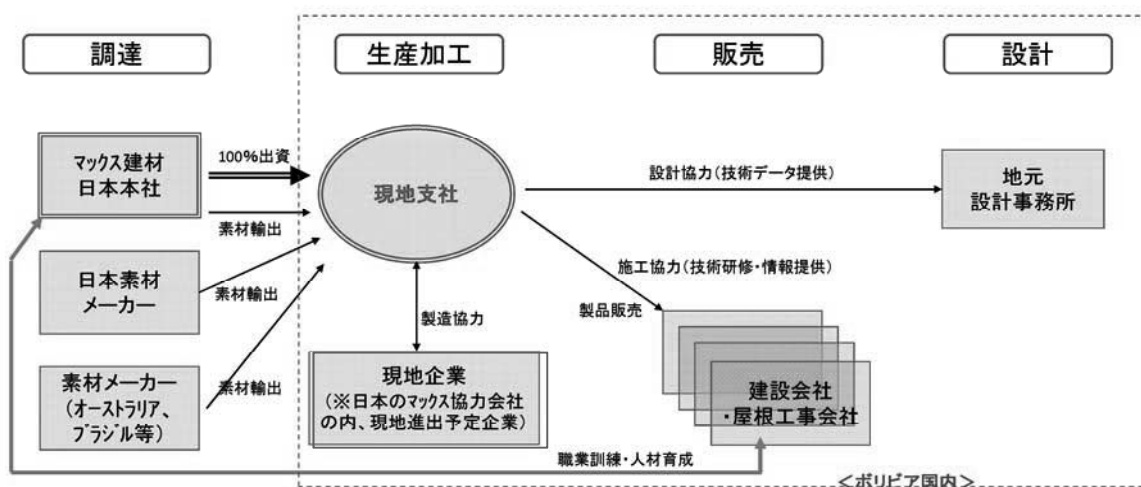 調達
生産加工
販売
設計
マックス建材
日本本社
100%出資
現地支社
設計協力(技術データ提供)
地元
設計事務所
素材輸出
日本素材
メーカー
素材輸出
施工協力(技術研修・情報提供)
製品販売
製造協力
素材メーカー
(オーストラリア、
ブラジル等)
素材輸出
現地企業
(※日本のマックス協力会社
の内、現地進出予定企業)
建設会社
・屋根工事会社
職業訓練・人材育成
＜ボリビア国内＞